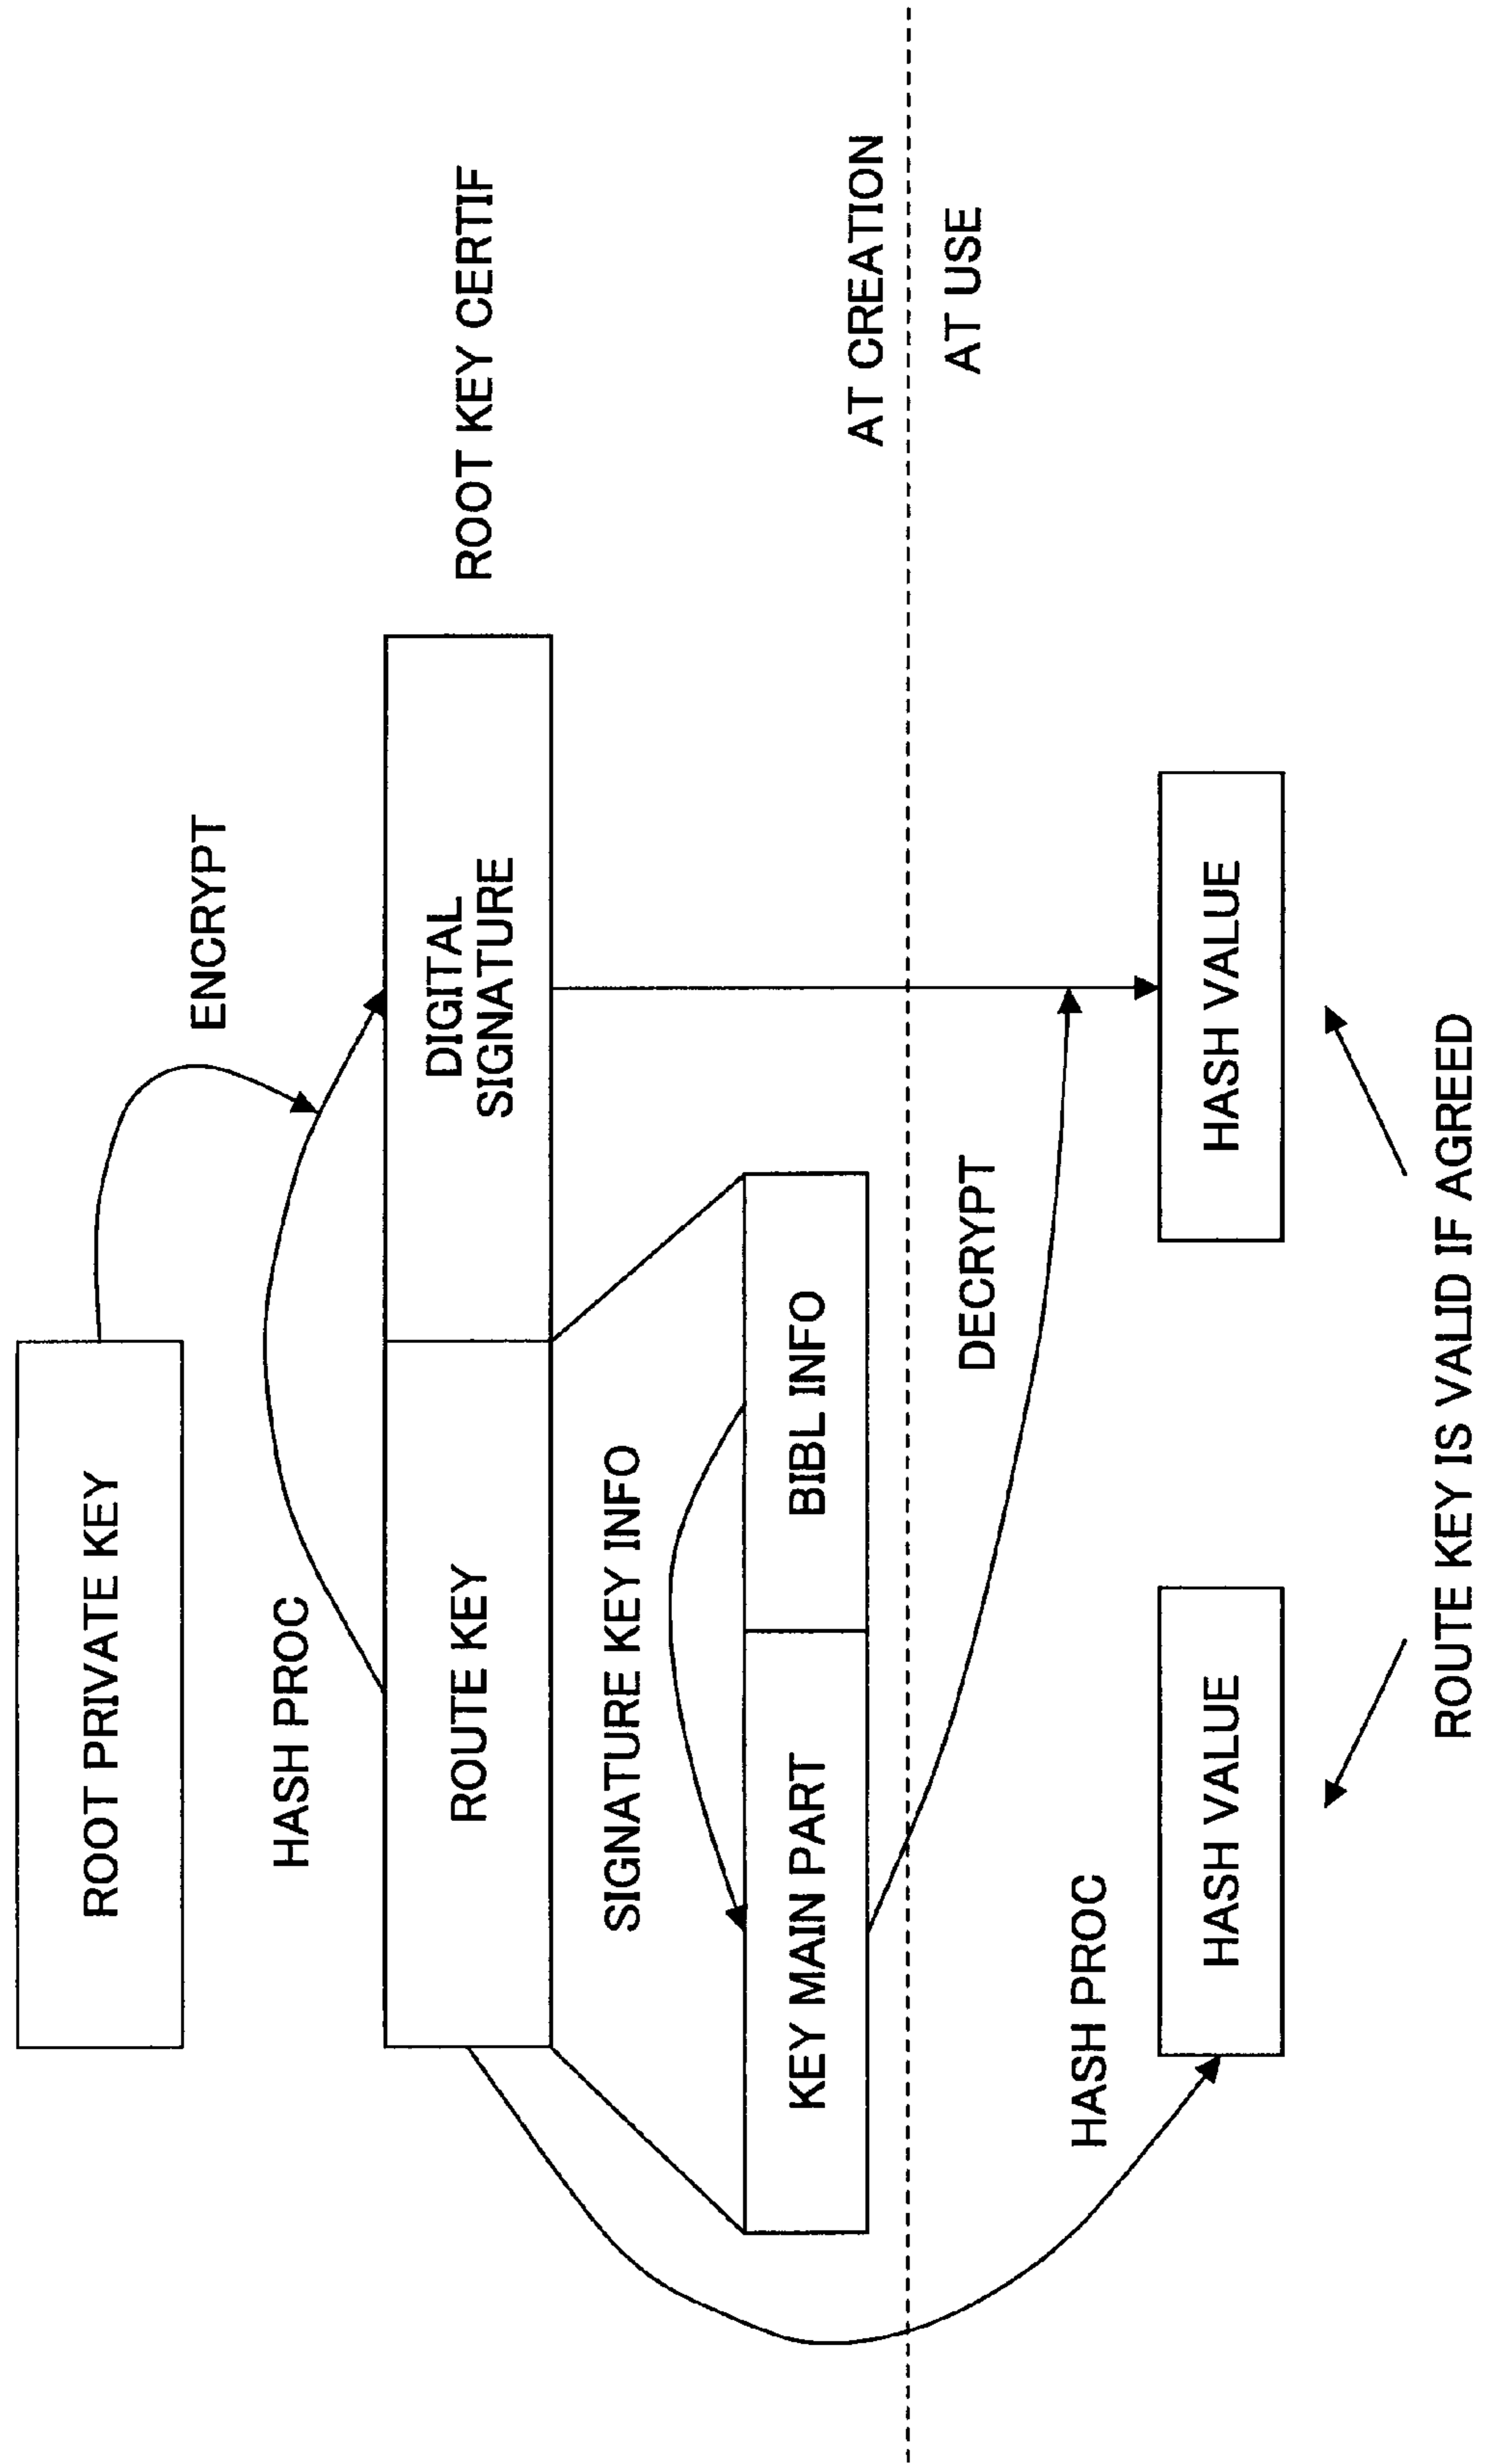 ROOT PRIVATE KEY
ENCRYPT
HASH PROC
ROUTE KEY
DIGITAL
SIGNATURE
ROOT KEY CERTIF
SIGNATURE KEY INFO
KEY MAIN PART
BIBL INFO
AT CREATION
AT USE
DECRYPT
HASH PROC
HASH VALUE
HASH VALUE
ROUTE KEY IS VALID IF AGREED